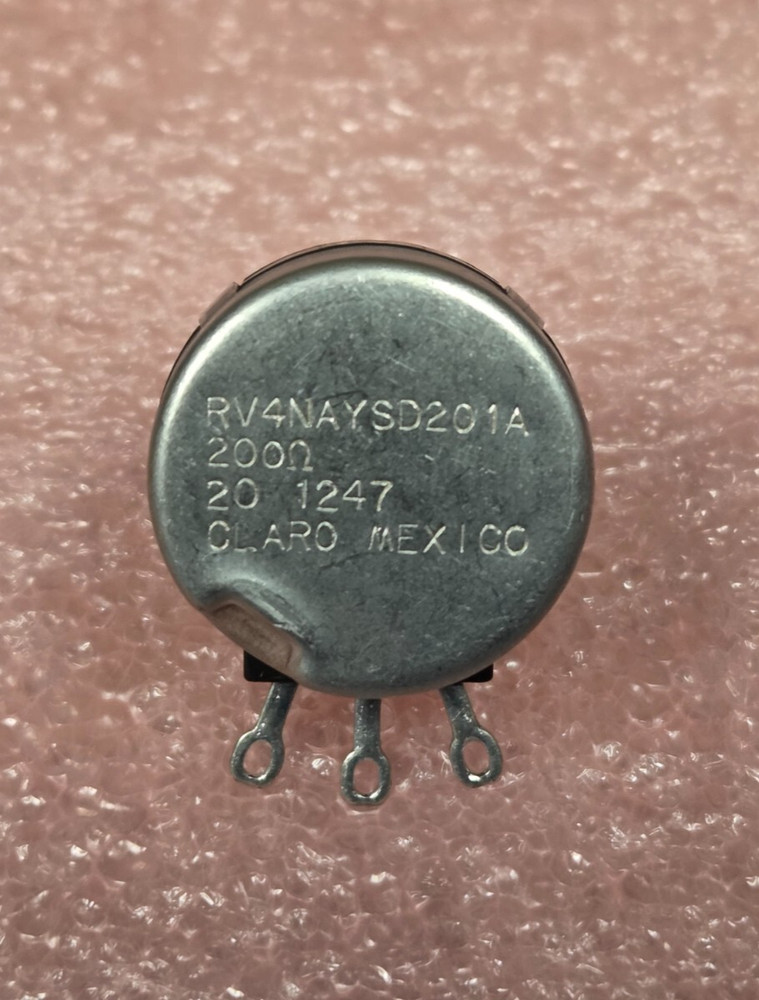 RV4NAYSD201A
200Ω
20 1247
CLARO MEXICO